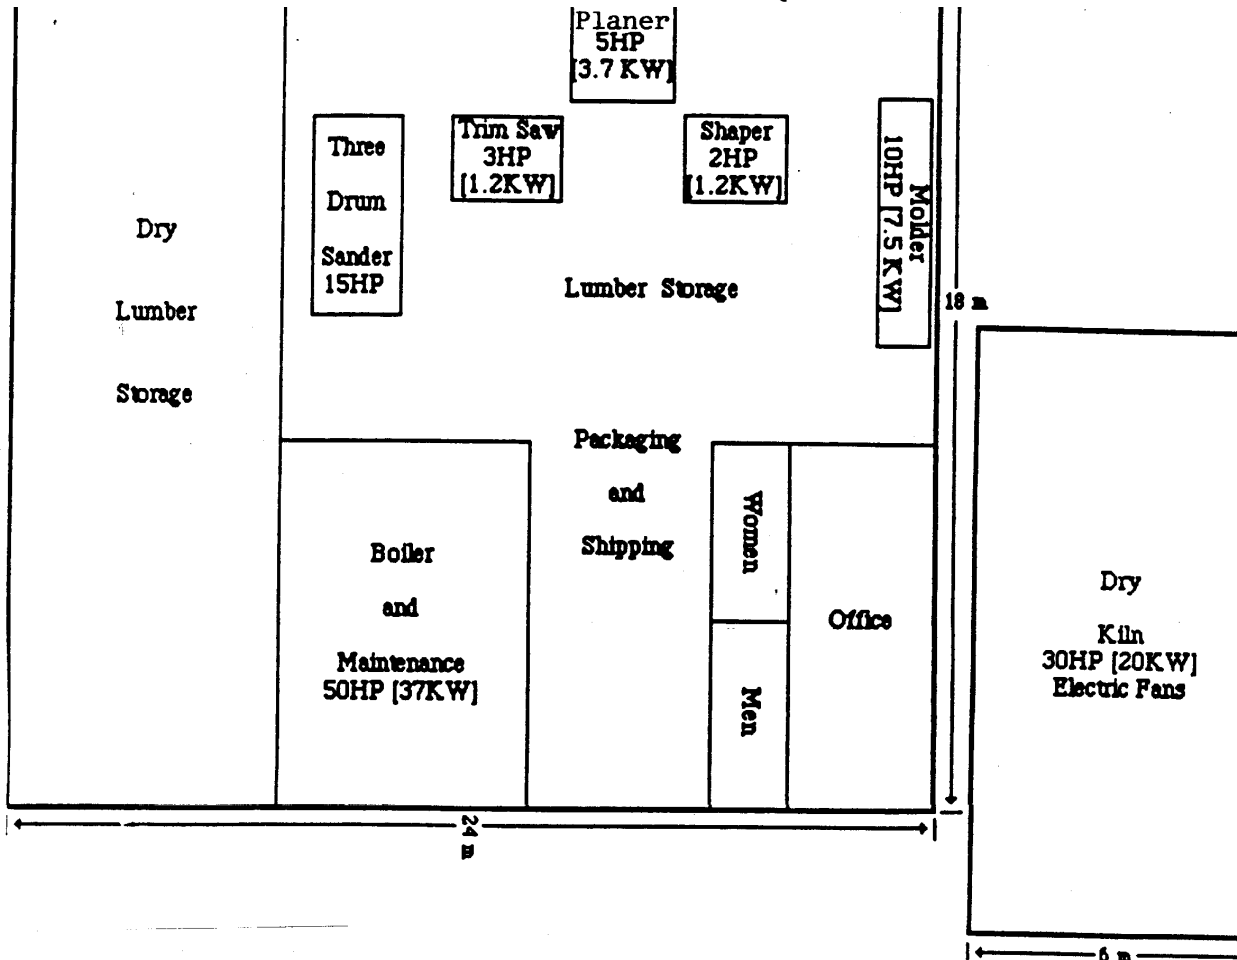 Planer
5HP
[3.7 KW]
Three
Drum
Sander
15HP
Trim Saw
3HP
[1.2KW]
Shaper
2HP
[1.2KW]
Molder
10HP [7.5 KW]
Dry
Lumber
Storage
Lumber Storage
18 m
Packaging
and
Shipping
Boiler
and
Maintenance
50HP [37KW]
Women
Men
Office
Dry
Kiln
30HP [20KW]
Electric Fans
24 m
6 m